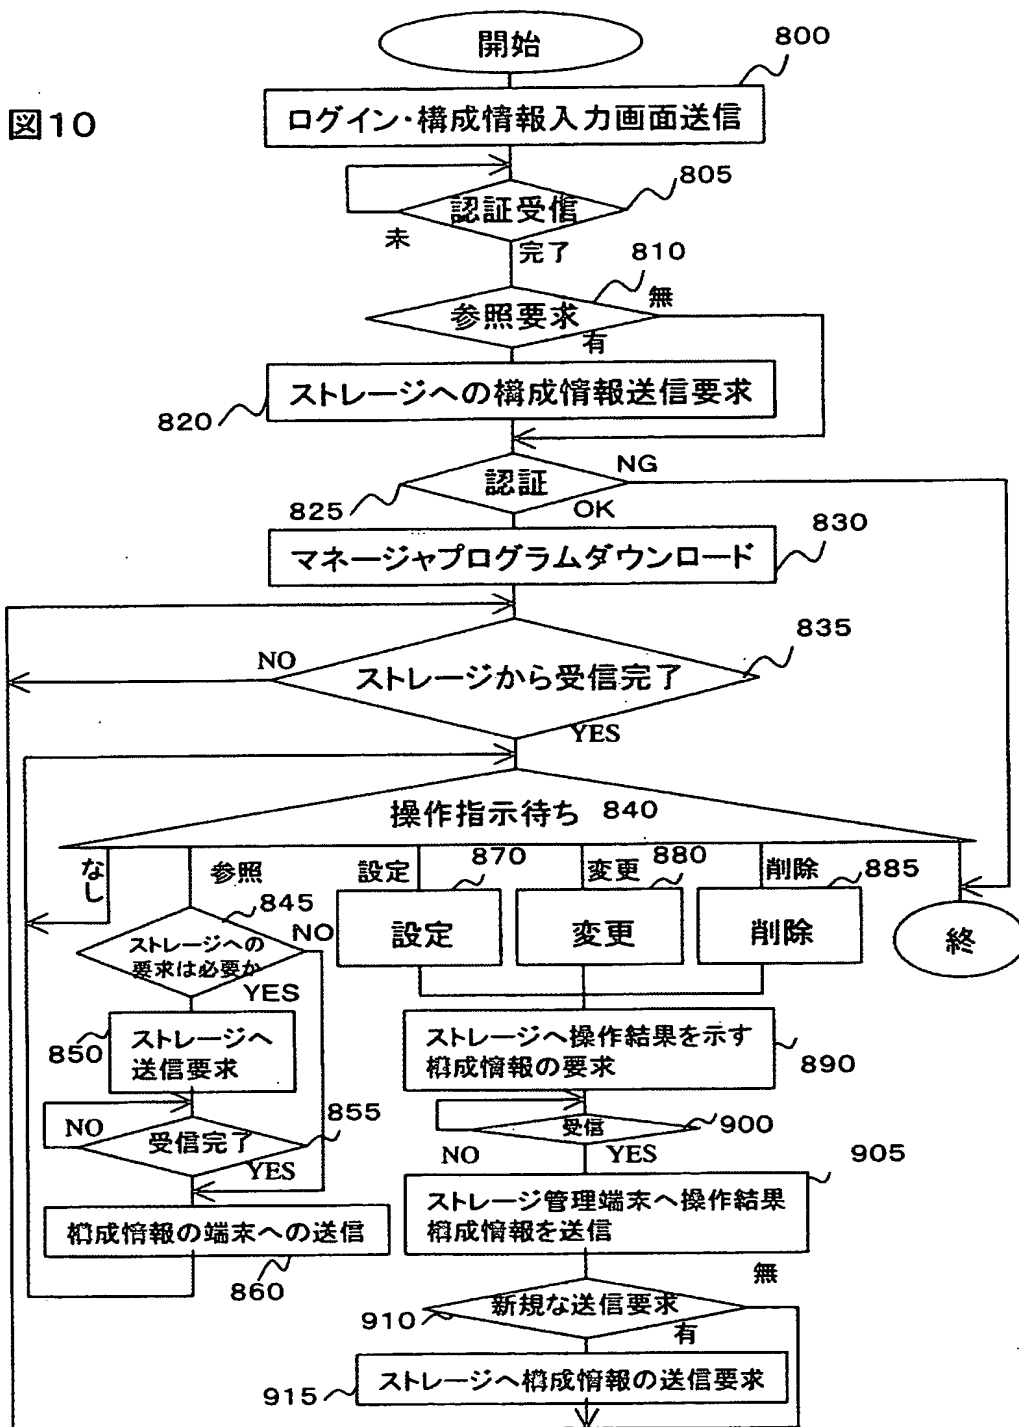 図10
開始
800
ログイン・構成情報入力画面送信
805
認証受信
未
完了
810
参照要求
無
有
ストレージへの構成情報送信要求
820
認証
NG
825
OK
830
マネージャプログラムダウンロード
835
NO
ストレージから受信完了
YES
操作指示待ち 840
なし
参照
設定
870
変更
880
削除
885
845
ストレージへの
要求は必要か
NO
YES
設定
変更
削除
終
850
ストレージへ
送信要求
855
NO
受信完了
YES
構成情報の端末への送信
860
ストレージへ操作結果を示す
構成情報の要求
890
受信
900
NO
YES
905
ストレージ管理端末へ操作結果
構成情報を送信
無
新規な送信要求
910
有
ストレージへ構成情報の送信要求
915